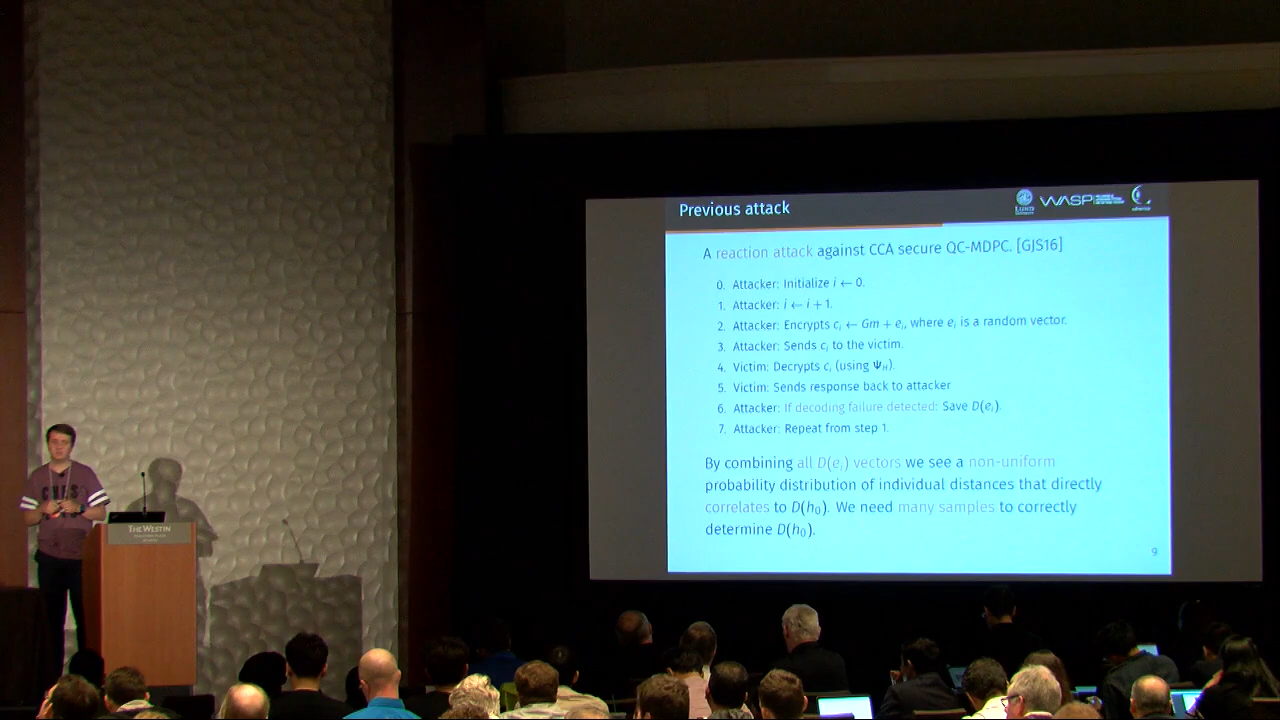 Previous attack
LUND
UNIVERSITY
WASP
A reaction attack against CCA secure QC-MDPC. [GJS16]
0. Attacker: Initialize i ← 0.
1. Attacker: i ← i + 1.
2. Attacker: Encrypts cᵢ ← Gm + eᵢ, where eᵢ is a random vector.
3. Attacker: Sends cᵢ to the victim.
4. Victim: Decrypts cᵢ (using Ψ_H).
5. Victim: Sends response back to attacker
6. Attacker: If decoding failure detected: Save D(eᵢ).
7. Attacker: Repeat from step 1.
By combining all D(eᵢ) vectors we see a non-uniform
probability distribution of individual distances that directly
correlates to D(h₀). We need many samples to correctly
determine D(h₀).
9
THE WESTIN